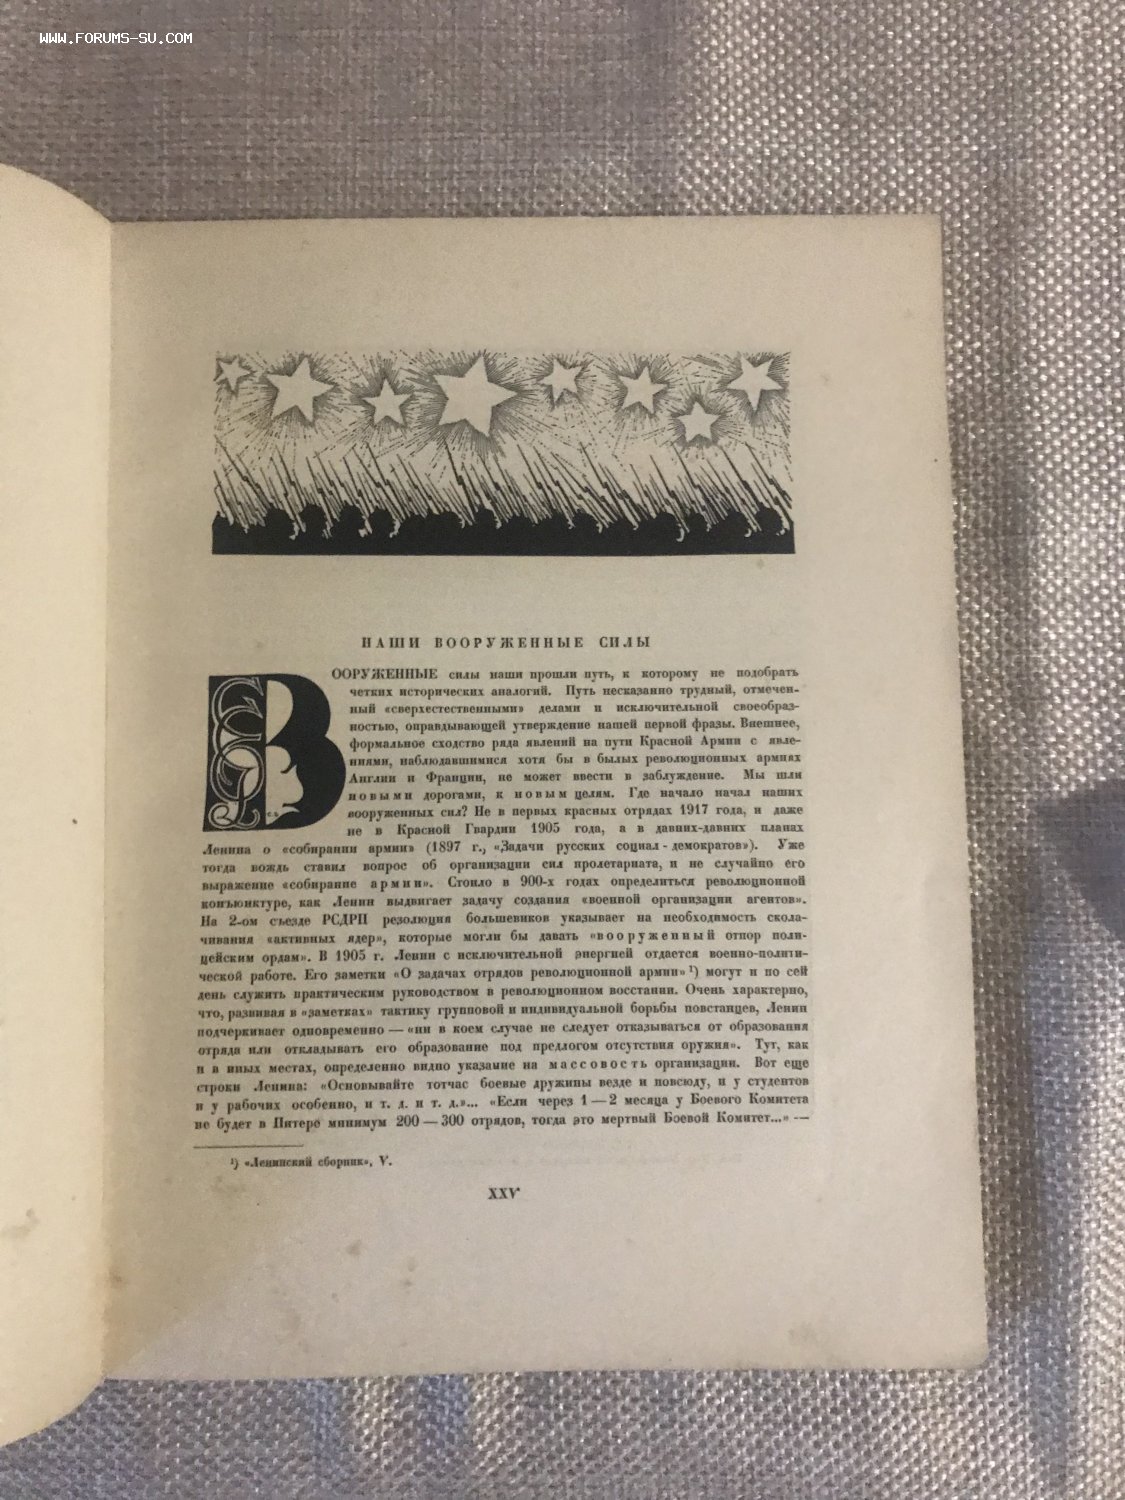 WWW.FORUMS-SU.COM
НАШИ ВООРУЖЕННЫЕ СИЛЫ
ВООРУЖЕННЫЕ силы наши прошли путь, к которому не подобрать
четких исторических аналогий. Путь несказанно трудный, отмечен-
ный «сверхестественными» делами и исключительной своеобраз-
ностью, оправдывающей утверждение нашей первой фразы. Внешнее,
формальное сходство ряда явлений на пути Красной Армии с явле-
ниями, наблюдавшимися хотя бы в былых революционных армиях
Англии и Франции, не может ввести в заблуждение. Мы шли
новыми дорогами, к новым целям. Где начало начал наших
вооруженных сил? Не в первых красных отрядах 1917 года, и даже
не в Красной Гвардии 1905 года, а в давних-давних планах
Ленина о «собирании армии» (1897 г., «Задачи русских социал-демократов»). Уже
тогда вождь ставил вопрос об организации сил пролетариата, и не случайно его
выражение «собирание армии». Стоило в 900-х годах определиться революционной
конъюнктуре, как Ленин выдвигает задачу создания «военной организации агентов».
На 2-ом съезде РСДРП резолюция большевиков указывает на необходимость скола-
чивания «активных ядер», которые могли бы давать «вооруженный отпор поли-
цейским ордам». В 1905 г. Ленин с исключительной энергией отдается военно-полити-
ческой работе. Его заметки «О задачах отрядов революционной армии» ¹) могут и по сей
день служить практическим руководством в революционном восстании. Очень характерно,
что, развивая в «заметках» тактику групповой и индивидуальной борьбы повстанцев, Ленин
подчеркивает одновременно — «ни в коем случае не следует отказываться от образования
отряда или откладывать его образование под предлогом отсутствия оружия». Тут, как
и в иных местах, определенно видно указание на массовость организации. Вот еще
строки Ленина: «Основывайте тотчас боевые дружины везде и повсюду, и у студентов
и у рабочих особенно, и т. д. и т. д.»... «Если через 1 — 2 месяца у Боевого Комитета
не будет в Питере минимум 200 — 300 отрядов, тогда это мертвый Боевой Комитет...» —
¹) «Ленинский сборник», V.
XXV